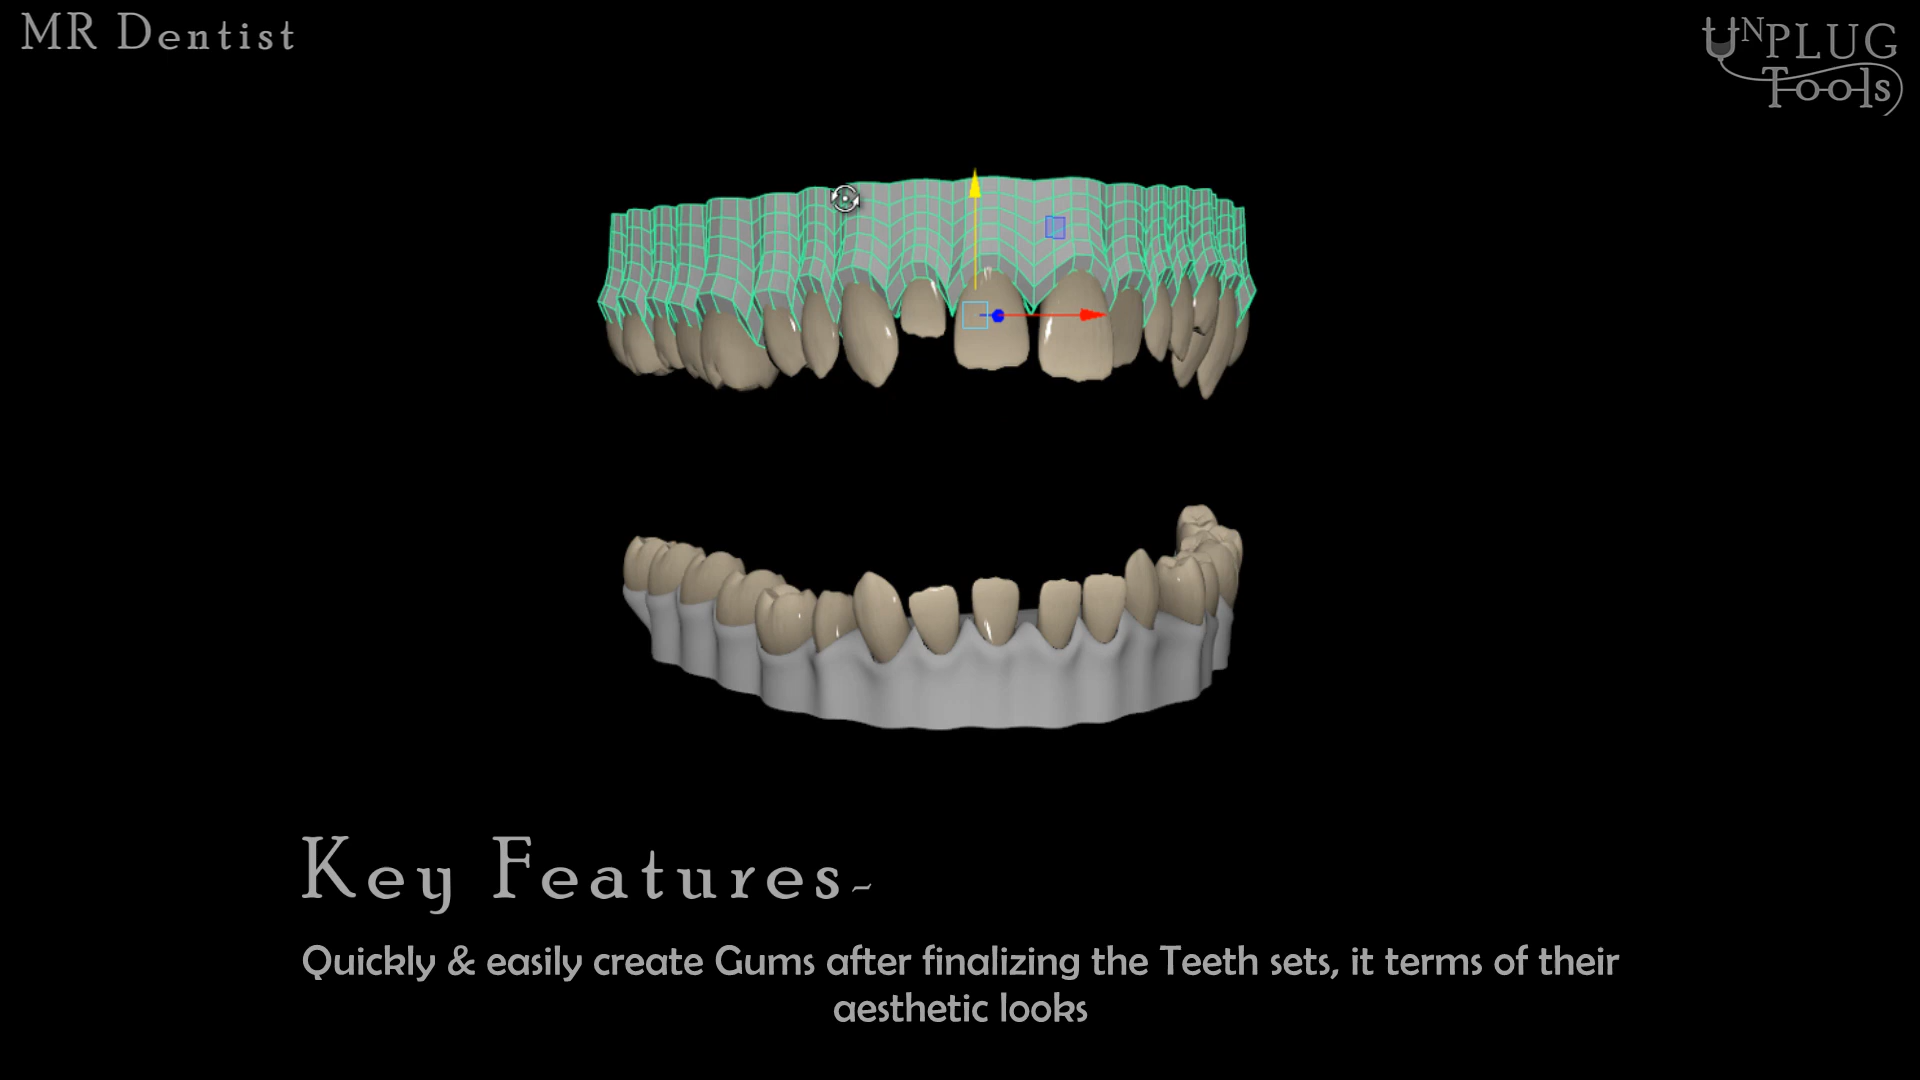 MR Dentist
UNPLUG
Tools
Key Features-
Quickly & easily create Gums after finalizing the Teeth sets, it terms of their
aesthetic looks